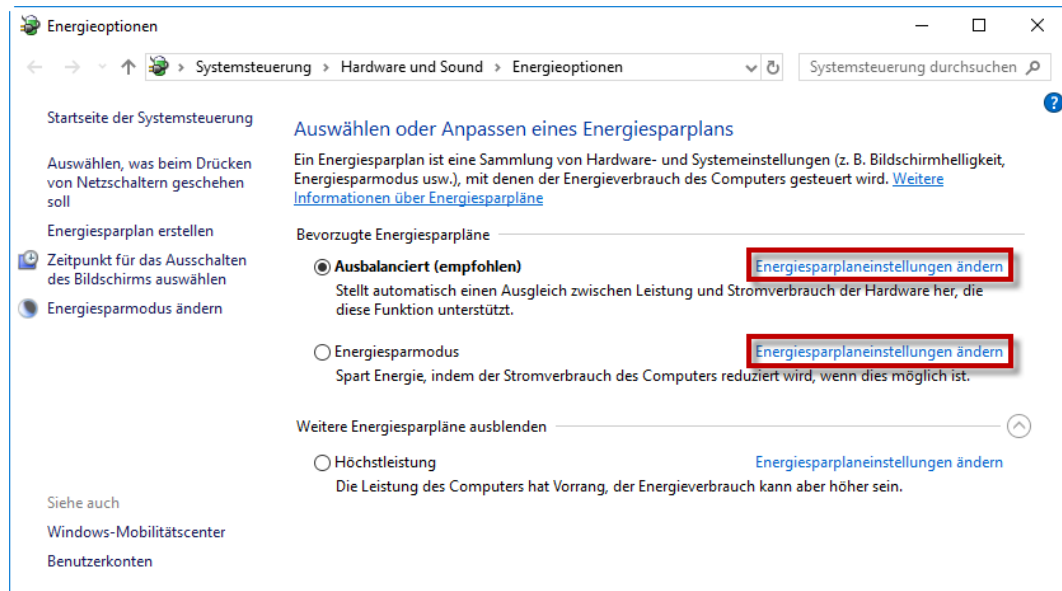 Energieoptionen
Systemsteuerung > Hardware und Sound > Energieoptionen
Systemsteuerung durchsuchen
?
Startseite der Systemsteuerung
Auswählen, was beim Drücken
von Netzschaltern geschehen
soll
Energiesparplan erstellen
Zeitpunkt für das Ausschalten
des Bildschirms auswählen
Energiesparmodus ändern
Auswählen oder Anpassen eines Energiesparplans
Ein Energiesparplan ist eine Sammlung von Hardware- und Systemeinstellungen (z. B. Bildschirmhelligkeit,
Energiesparmodus usw.), mit denen der Energieverbrauch des Computers gesteuert wird. Weitere
Informationen über Energiesparpläne
Bevorzugte Energiesparpläne
Ausbalanciert (empfohlen) Energiesparplaneinstellungen ändern
Stellt automatisch einen Ausgleich zwischen Leistung und Stromverbrauch der Hardware her, die
diese Funktion unterstützt.
Energiesparmodus Energiesparplaneinstellungen ändern
Spart Energie, indem der Stromverbrauch des Computers reduziert wird, wenn dies möglich ist.
Weitere Energiesparpläne ausblenden
Höchstleistung Energiesparplaneinstellungen ändern
Die Leistung des Computers hat Vorrang, der Energieverbrauch kann aber höher sein.
Siehe auch
Windows-Mobilitätscenter
Benutzerkonten